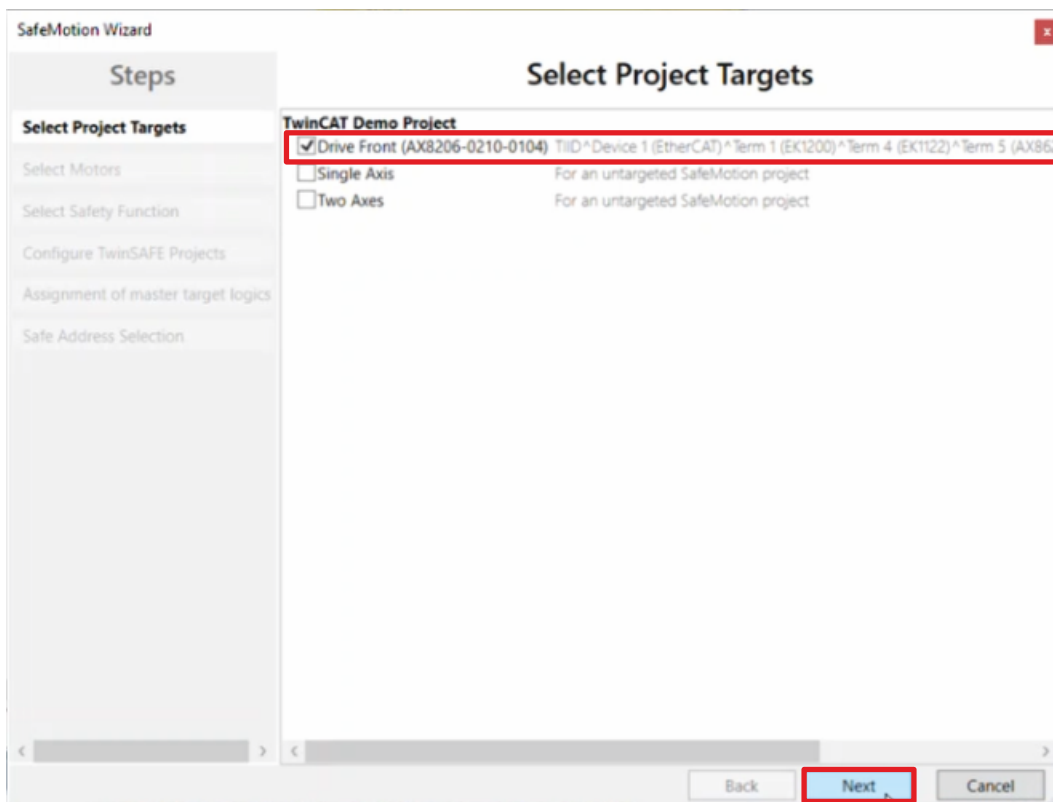 SafeMotion Wizard
x
Steps
Select Project Targets
Select Motors
Select Safety Function
Configure TwinSAFE Projects
Assignment of master target logics
Safe Address Selection
Select Project Targets
TwinCAT Demo Project
Drive Front (AX8206-0210-0104) TIID^Device 1 (EtherCAT)^Term 1 (EK1200)^Term 4 (EK1122)^Term 5 (AX862
Single Axis For an untargeted SafeMotion project
Two Axes For an untargeted SafeMotion project
Back Next Cancel